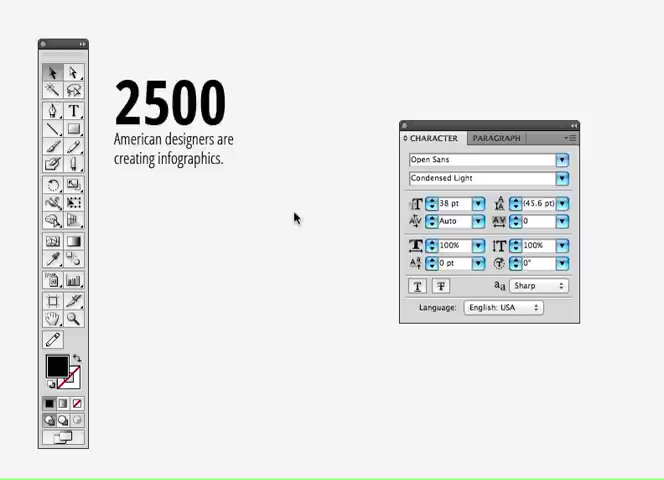 2500
American designers are
creating infographics.
CHARACTER PARAGRAPH
Open Sans
Condensed Light
38 pt (45.6 pt)
Auto 0
100% 100%
0 pt 0°
T T aa Sharp
Language: English: USA